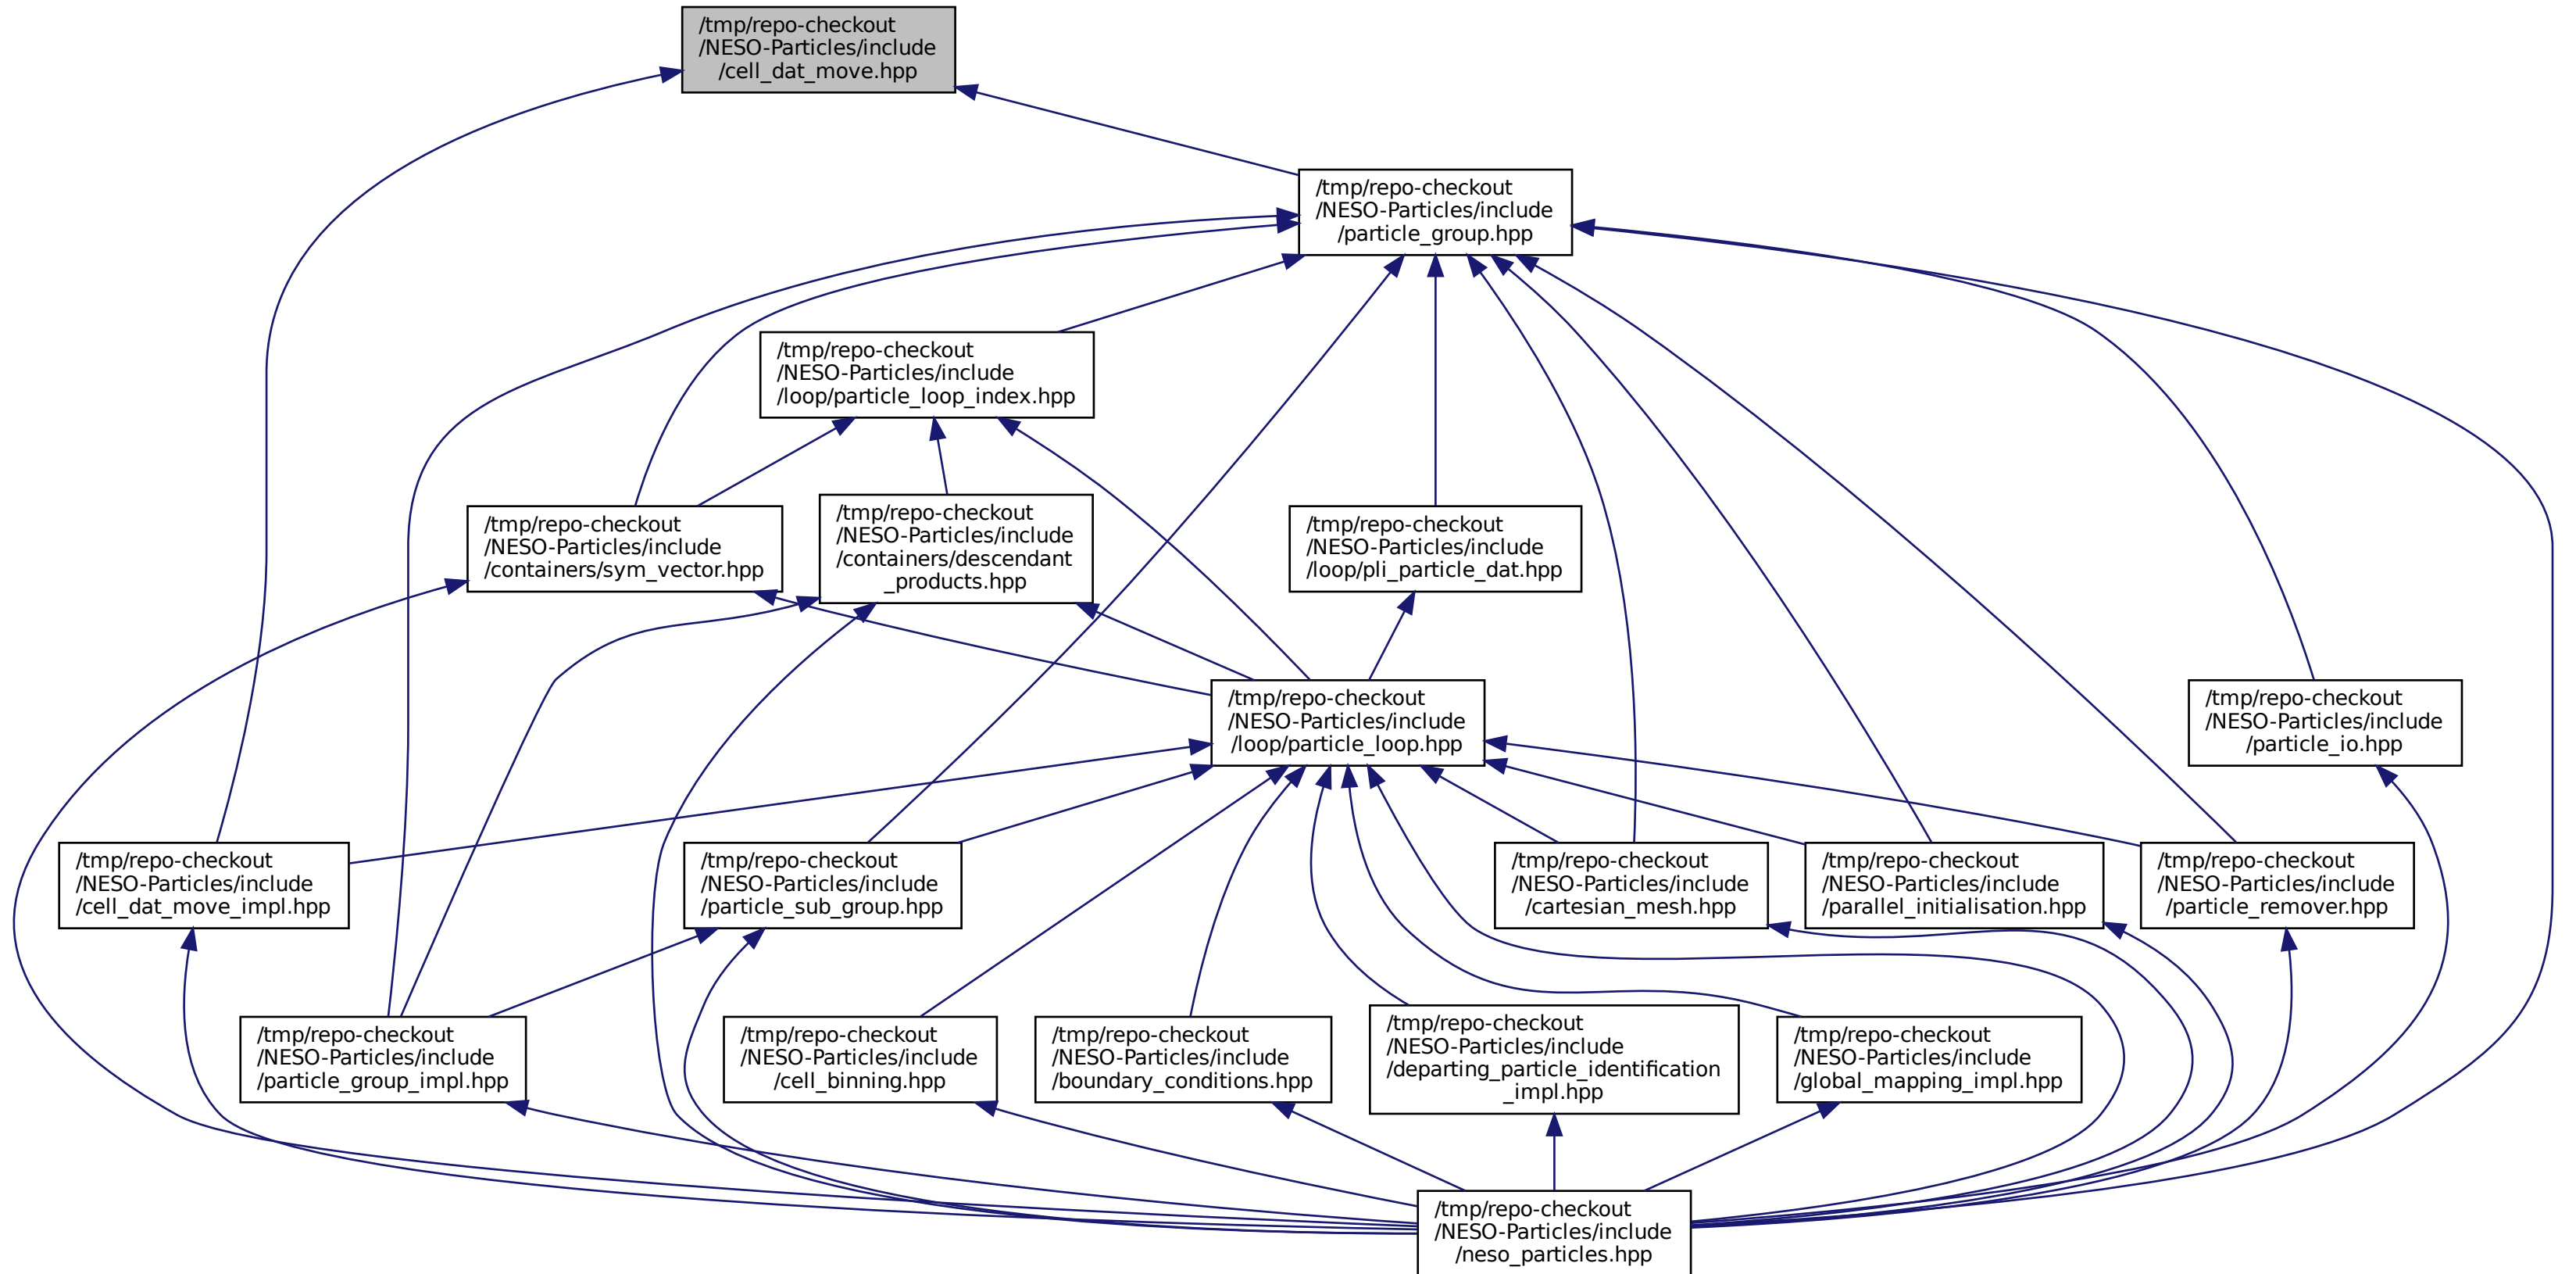 /tmp/repo-checkout
/NESO-Particles/include
/cell_dat_move.hpp
/tmp/repo-checkout
/NESO-Particles/include
/particle_group.hpp
/tmp/repo-checkout
/NESO-Particles/include
/loop/particle_loop_index.hpp
/tmp/repo-checkout
/NESO-Particles/include
/containers/sym_vector.hpp
/tmp/repo-checkout
/NESO-Particles/include
/containers/descendant
_products.hpp
/tmp/repo-checkout
/NESO-Particles/include
/loop/pli_particle_dat.hpp
/tmp/repo-checkout
/NESO-Particles/include
/loop/particle_loop.hpp
/tmp/repo-checkout
/NESO-Particles/include
/particle_io.hpp
/tmp/repo-checkout
/NESO-Particles/include
/cell_dat_move_impl.hpp
/tmp/repo-checkout
/NESO-Particles/include
/particle_sub_group.hpp
/tmp/repo-checkout
/NESO-Particles/include
/cartesian_mesh.hpp
/tmp/repo-checkout
/NESO-Particles/include
/parallel_initialisation.hpp
/tmp/repo-checkout
/NESO-Particles/include
/particle_remover.hpp
/tmp/repo-checkout
/NESO-Particles/include
/particle_group_impl.hpp
/tmp/repo-checkout
/NESO-Particles/include
/cell_binning.hpp
/tmp/repo-checkout
/NESO-Particles/include
/boundary_conditions.hpp
/tmp/repo-checkout
/NESO-Particles/include
/departing_particle_identification
_impl.hpp
/tmp/repo-checkout
/NESO-Particles/include
/global_mapping_impl.hpp
/tmp/repo-checkout
/NESO-Particles/include
/neso_particles.hpp